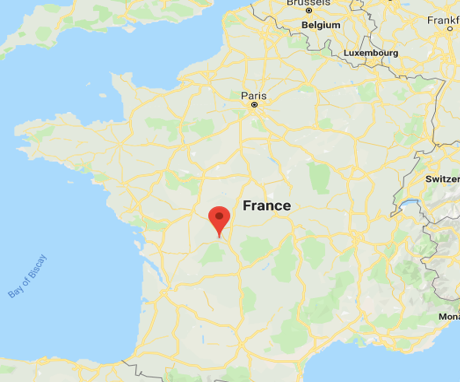 Brussels
Belgium
Frankf
Luxembourg
Paris
Switzer
France
Bay of Biscay
Mona